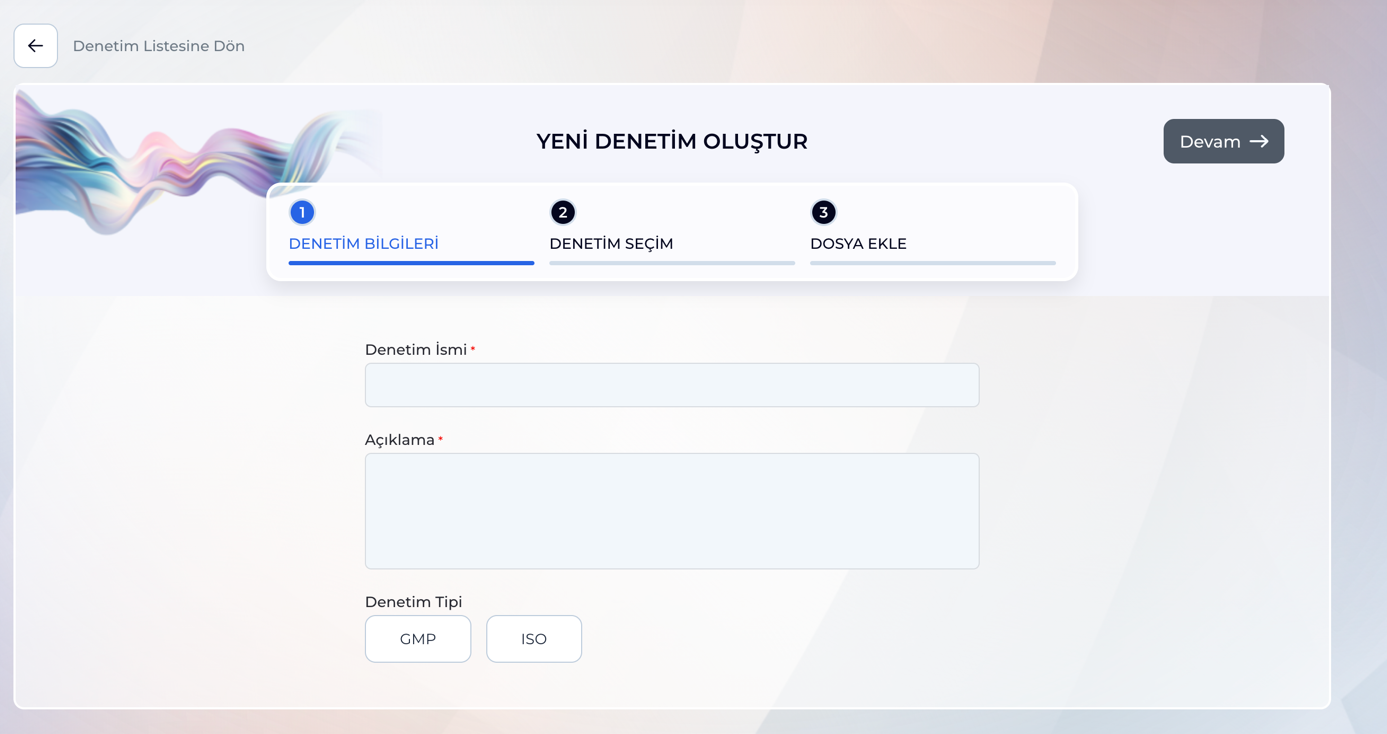 Denetim Listesine Dön
YENİ DENETİM OLUŞTUR
Devam
1
DENETİM BİLGİLERİ
2
DENETİM SEÇİM
3
DOSYA EKLE
Denetim İsmi *
Açıklama *
Denetim Tipi
GMP
ISO